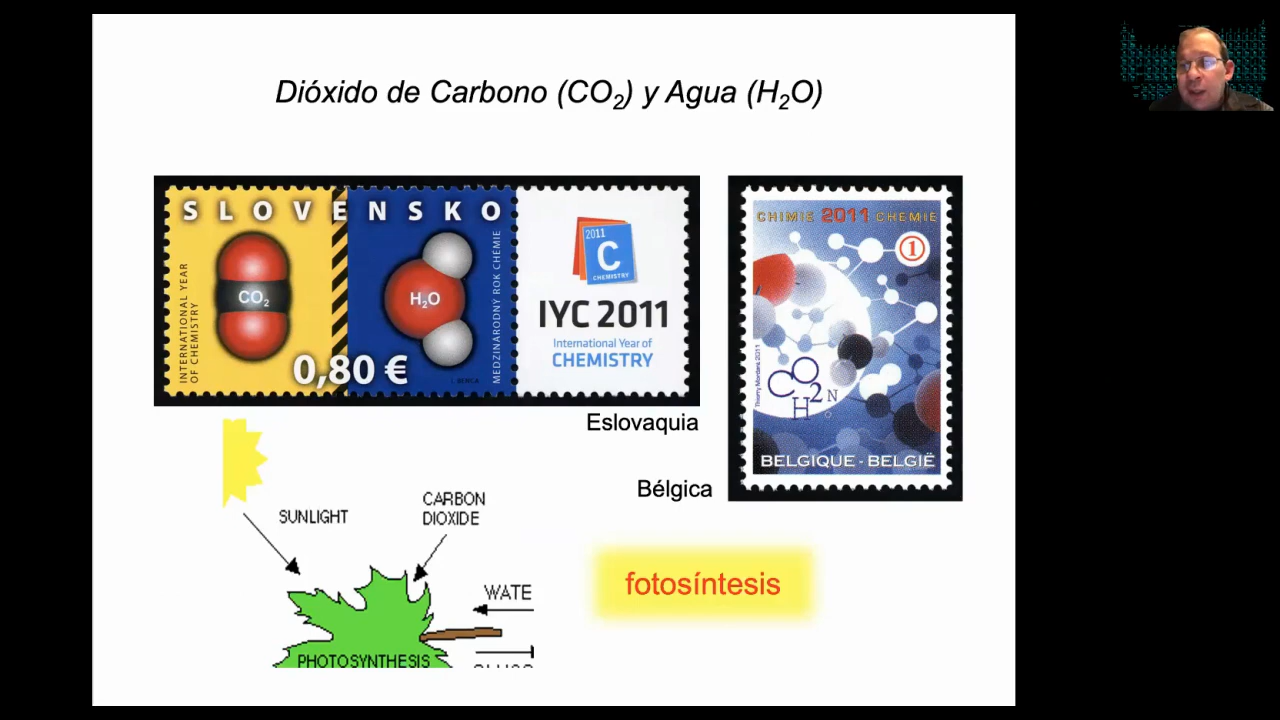 Dióxido de Carbono (CO2) y Agua (H2O)
SLOVENSKO
INTERNATIONAL YEAR
OF CHEMISTRY
CO2
H2O
MEDZINÁRODNÝ ROK CHÉMIE
0,80 €
2011
C
CHEMISTRY
IYC 2011
International Year of
CHEMISTRY
Eslovaquia
CHIMIE 2011 CHEMIE
1
CO2
H N
BELGIQUE - BELGIË
Bélgica
SUNLIGHT
CARBON
DIOXIDE
WATE
PHOTOSYNTHESIS
fotosíntesis